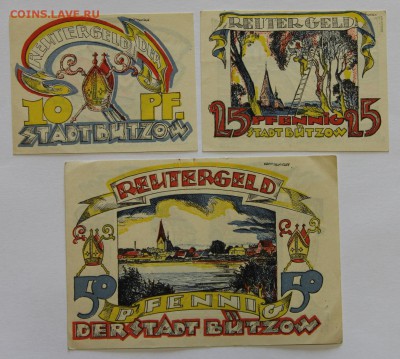 COINS.ЛАВЕ.RU
REUTERGELD DER
10 PF.
STADT BÜTZOW
REUTERGELD
25 PFENNIG 25
STADT BÜTZOW
REUTERGELD
50 50
PFENNIG
DER STADT BÜTZOW